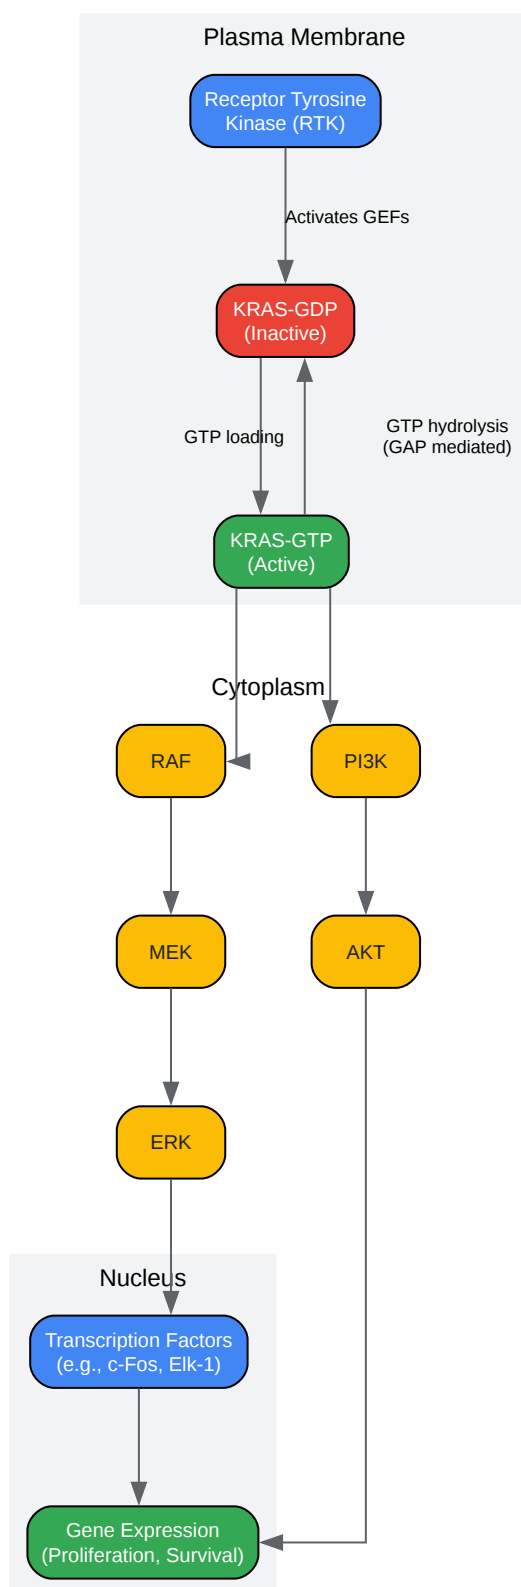 Plasma Membrane
Receptor Tyrosine
Kinase (RTK)
Activates GEFs
KRAS-GDP
(Inactive)
GTP loading
GTP hydrolysis
(GAP mediated)
KRAS-GTP
(Active)
Cytoplasm
RAF
PI3K
MEK
AKT
ERK
Nucleus
Transcription Factors
(e.g., c-Fos, Elk-1)
Gene Expression
(Proliferation, Survival)